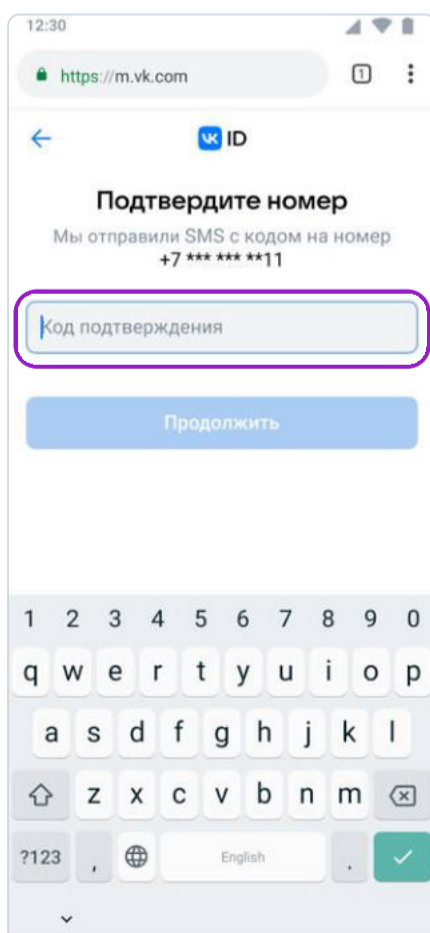 12:30
https://m.vk.com 1
VK ID
Подтвердите номер
Мы отправили SMS с кодом на номер
+7 *** *** **11
Код подтверждения
Продолжить
1 2 3 4 5 6 7 8 9 0
q w e r t y u i o p
a s d f g h j k l
z x c v b n m
?123 , English .